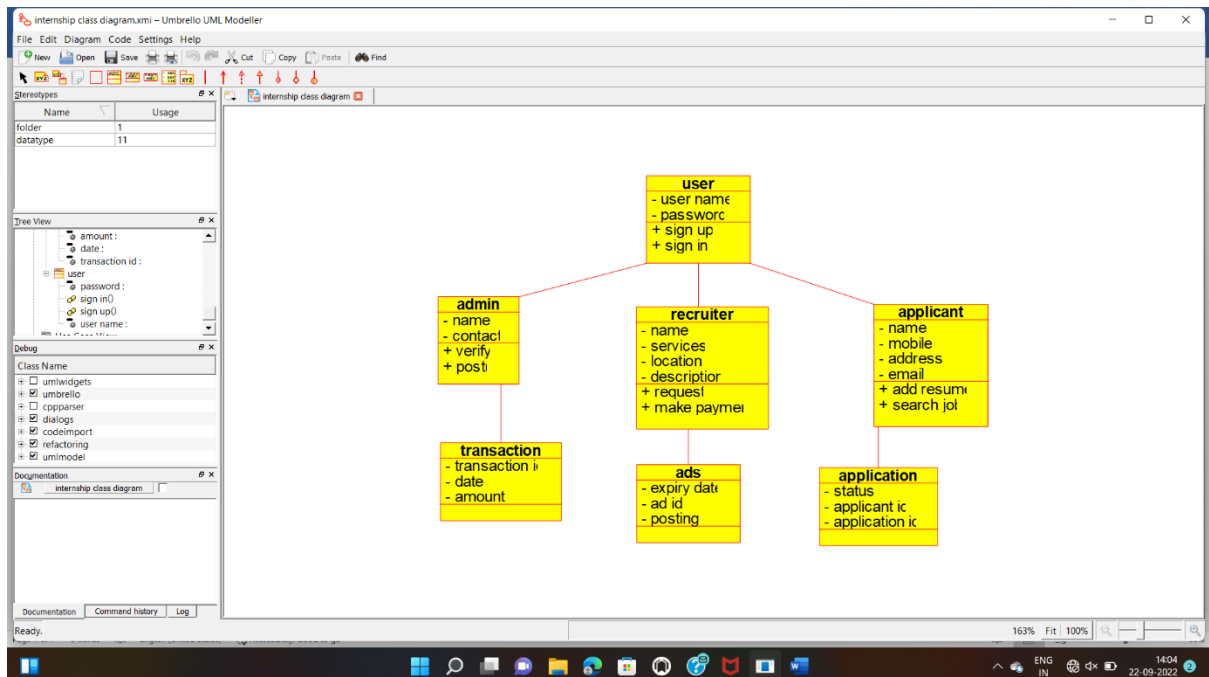 internship class diagram.xmi – Umbrello UML Modeller
File Edit Diagram Code Settings Help
New Open Save Cut Copy Paste Find
Stereotypes
internship class diagram
Name Usage
folder 1
datatype 11
Tree View
amount :
date :
transaction id :
user
password :
sign in()
sign up()
user name :
Debug
Class Name
umlwidgets
umbrello
cppparser
dialogs
codeimport
refactoring
umlmodel
Documentation
internship class diagram
Documentation Command history Log
user
- user name
- password
+ sign up
+ sign in
admin
- name
- contact
+ verify
+ post
recruiter
- name
- services
- location
- description
+ request
+ make paymen
applicant
- name
- mobile
- address
- email
+ add resume
+ search job
transaction
- transaction i
- date
- amount
ads
- expiry date
- ad id
- posting
application
- status
- applicant ic
- application ic
Ready.
163% Fit 100%
ENG
IN
14:04
22-09-2022
2